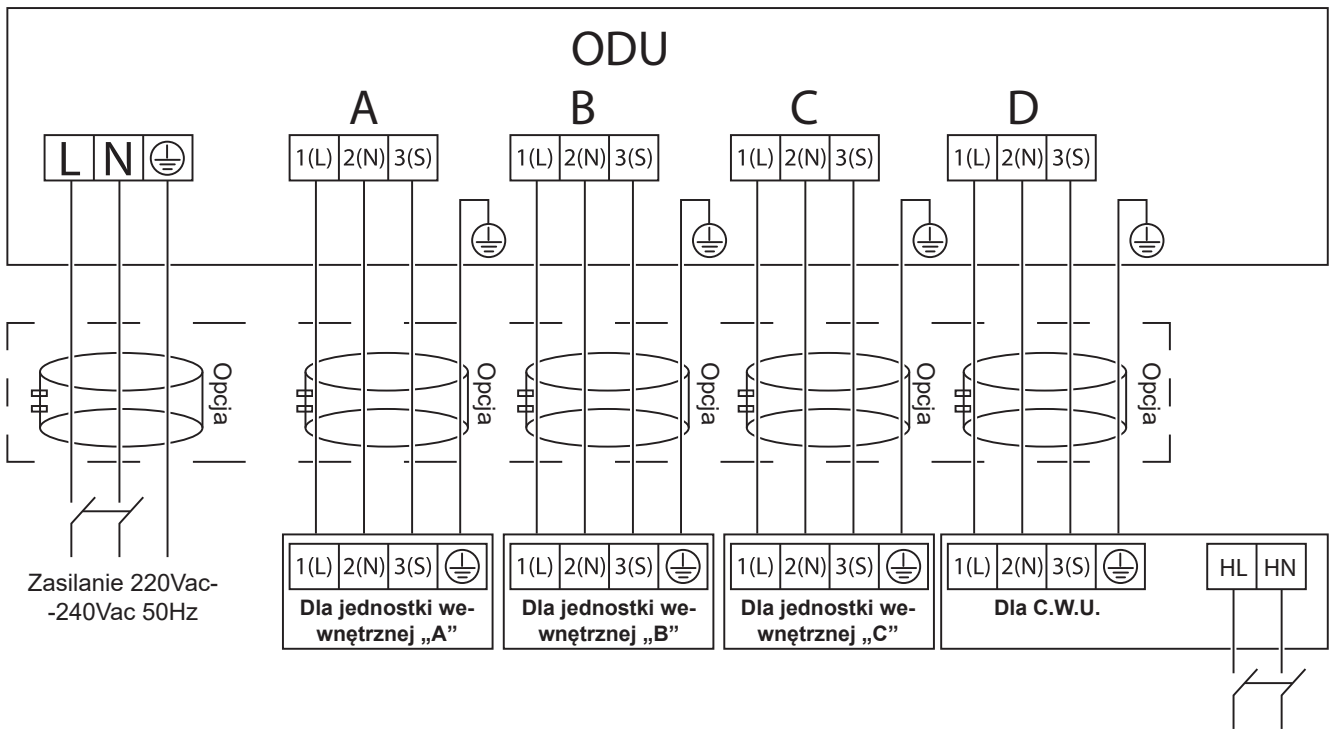 ODU
A B C D
L N
1(L) 2(N) 3(S)
1(L) 2(N) 3(S)
1(L) 2(N) 3(S)
1(L) 2(N) 3(S)
Opcja
Opcja
Opcja
Opcja
Opcja
Zasilanie 220Vac-
-240Vac 50Hz
1(L) 2(N) 3(S)
Dla jednostki we-
wnętrznej „A”
1(L) 2(N) 3(S)
Dla jednostki we-
wnętrznej „B”
1(L) 2(N) 3(S)
Dla jednostki we-
wnętrznej „C”
1(L) 2(N) 3(S)
Dla C.W.U.
HL HN